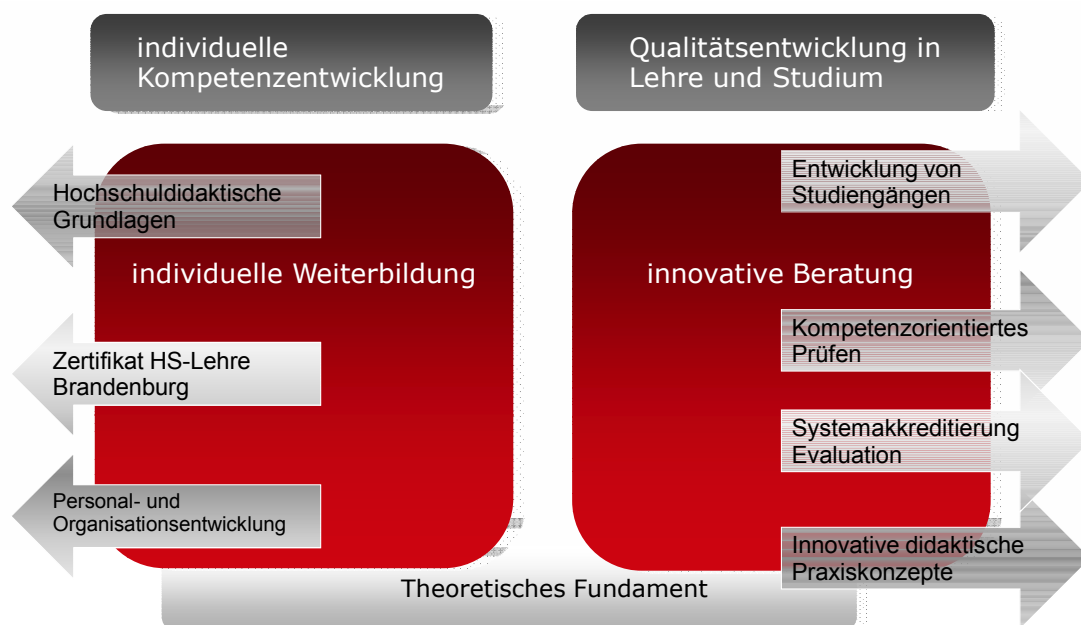 individuelle
Kompetenzentwicklung
Qualitätsentwicklung in
Lehre und Studium
Hochschuldidaktische
Grundlagen
individuelle Weiterbildung
Zertifikat HS-Lehre
Brandenburg
Personal- und
Organisationsentwicklung
Entwicklung von
Studiengängen
innovative Beratung
Kompetenzorientiertes
Prüfen
Systemakkreditierung
Evaluation
Innovative didaktische
Praxiskonzepte
Theoretisches Fundament